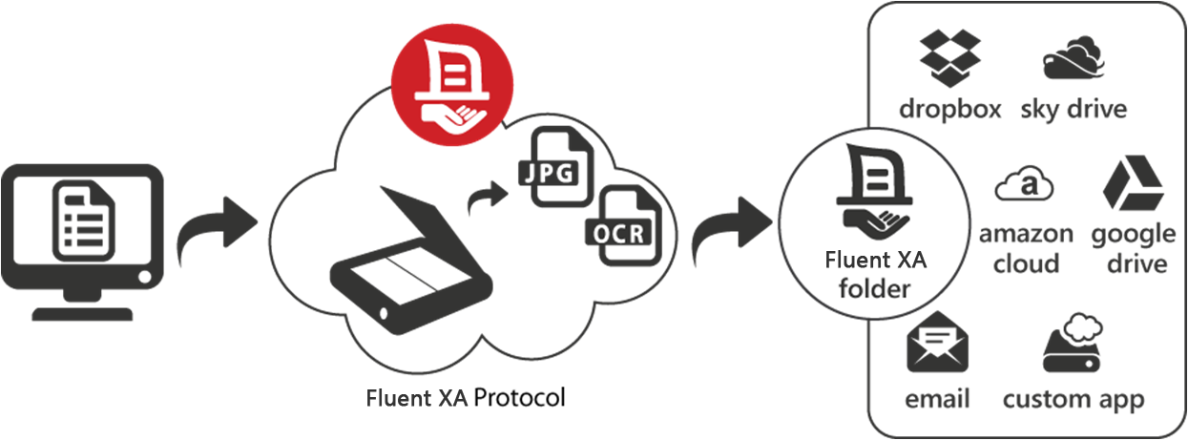 JPG
OCR
Fluent XA Protocol
Fluent XA
folder
dropbox
sky drive
a
amazon
cloud
google
drive
email
custom app